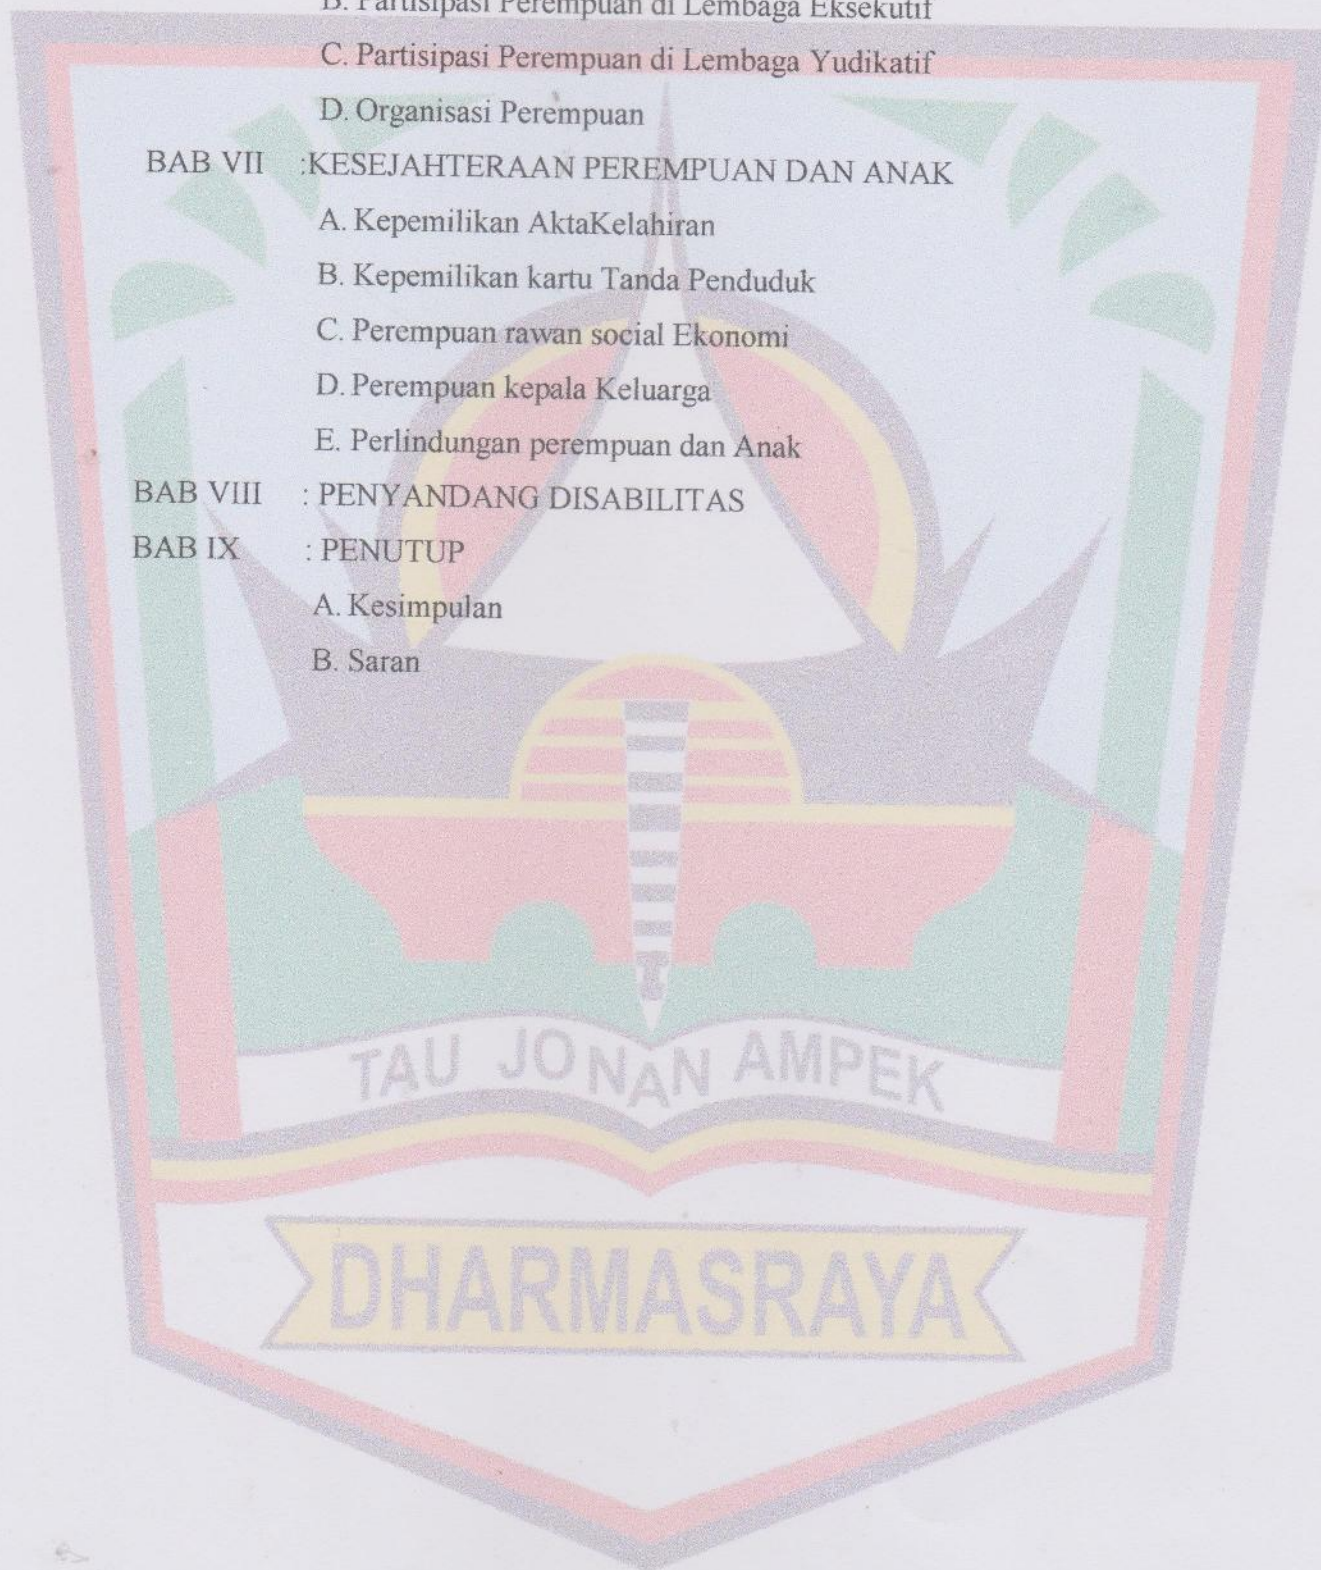 B. Partisipasi Perempuan di Lembaga Eksekutif
C. Partisipasi Perempuan di Lembaga Yudikatif
D. Organisasi Perempuan
BAB VII :KESEJAHTERAAN PEREMPUAN DAN ANAK
A. Kepemilikan AktaKelahiran
B. Kepemilikan kartu Tanda Penduduk
C. Perempuan rawan social Ekonomi
D. Perempuan kepala Keluarga
E. Perlindungan perempuan dan Anak
BAB VIII : PENYANDANG DISABILITAS
BAB IX : PENUTUP
A. Kesimpulan
B. Saran
TAU JO NAN AMPEK
DHARMASRAYA